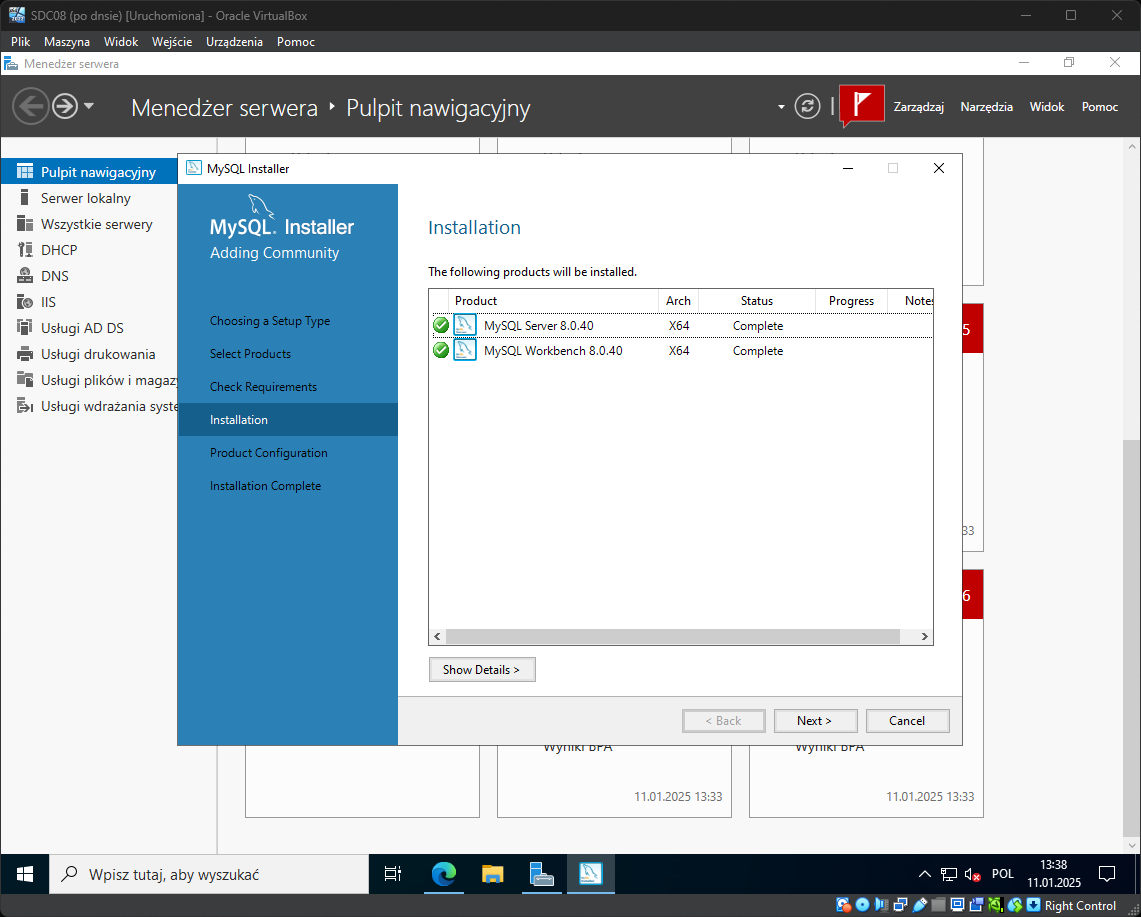 SDC08 (po dnsie) [Uruchomiona] - Oracle VirtualBox
Plik Maszyna Widok Wejście Urządzenia Pomoc
Menedżer serwera
Menedżer serwera Pulpit nawigacyjny
Zarządzaj Narzędzia Widok Pomoc
Pulpit nawigacyjny
Serwer lokalny
Wszystkie serwery
DHCP
DNS
IIS
Usługi AD DS
Usługi drukowania
Usługi plików i magaz
Usługi wdrażania syste
MySQL Installer
MySQL. Installer
Adding Community
Choosing a Setup Type
Select Products
Check Requirements
Installation
Product Configuration
Installation Complete
Installation
The following products will be installed.
Product Arch Status Progress Notes
MySQL Server 8.0.40 X64 Complete
MySQL Workbench 8.0.40 X64 Complete
Show Details >
< Back Next > Cancel
5
33
6
Wyniki BPA Wyniki BPA
11.01.2025 13:33 11.01.2025 13:33
Wpisz tutaj, aby wyszukać
POL
13:38
11.01.2025
Right Control